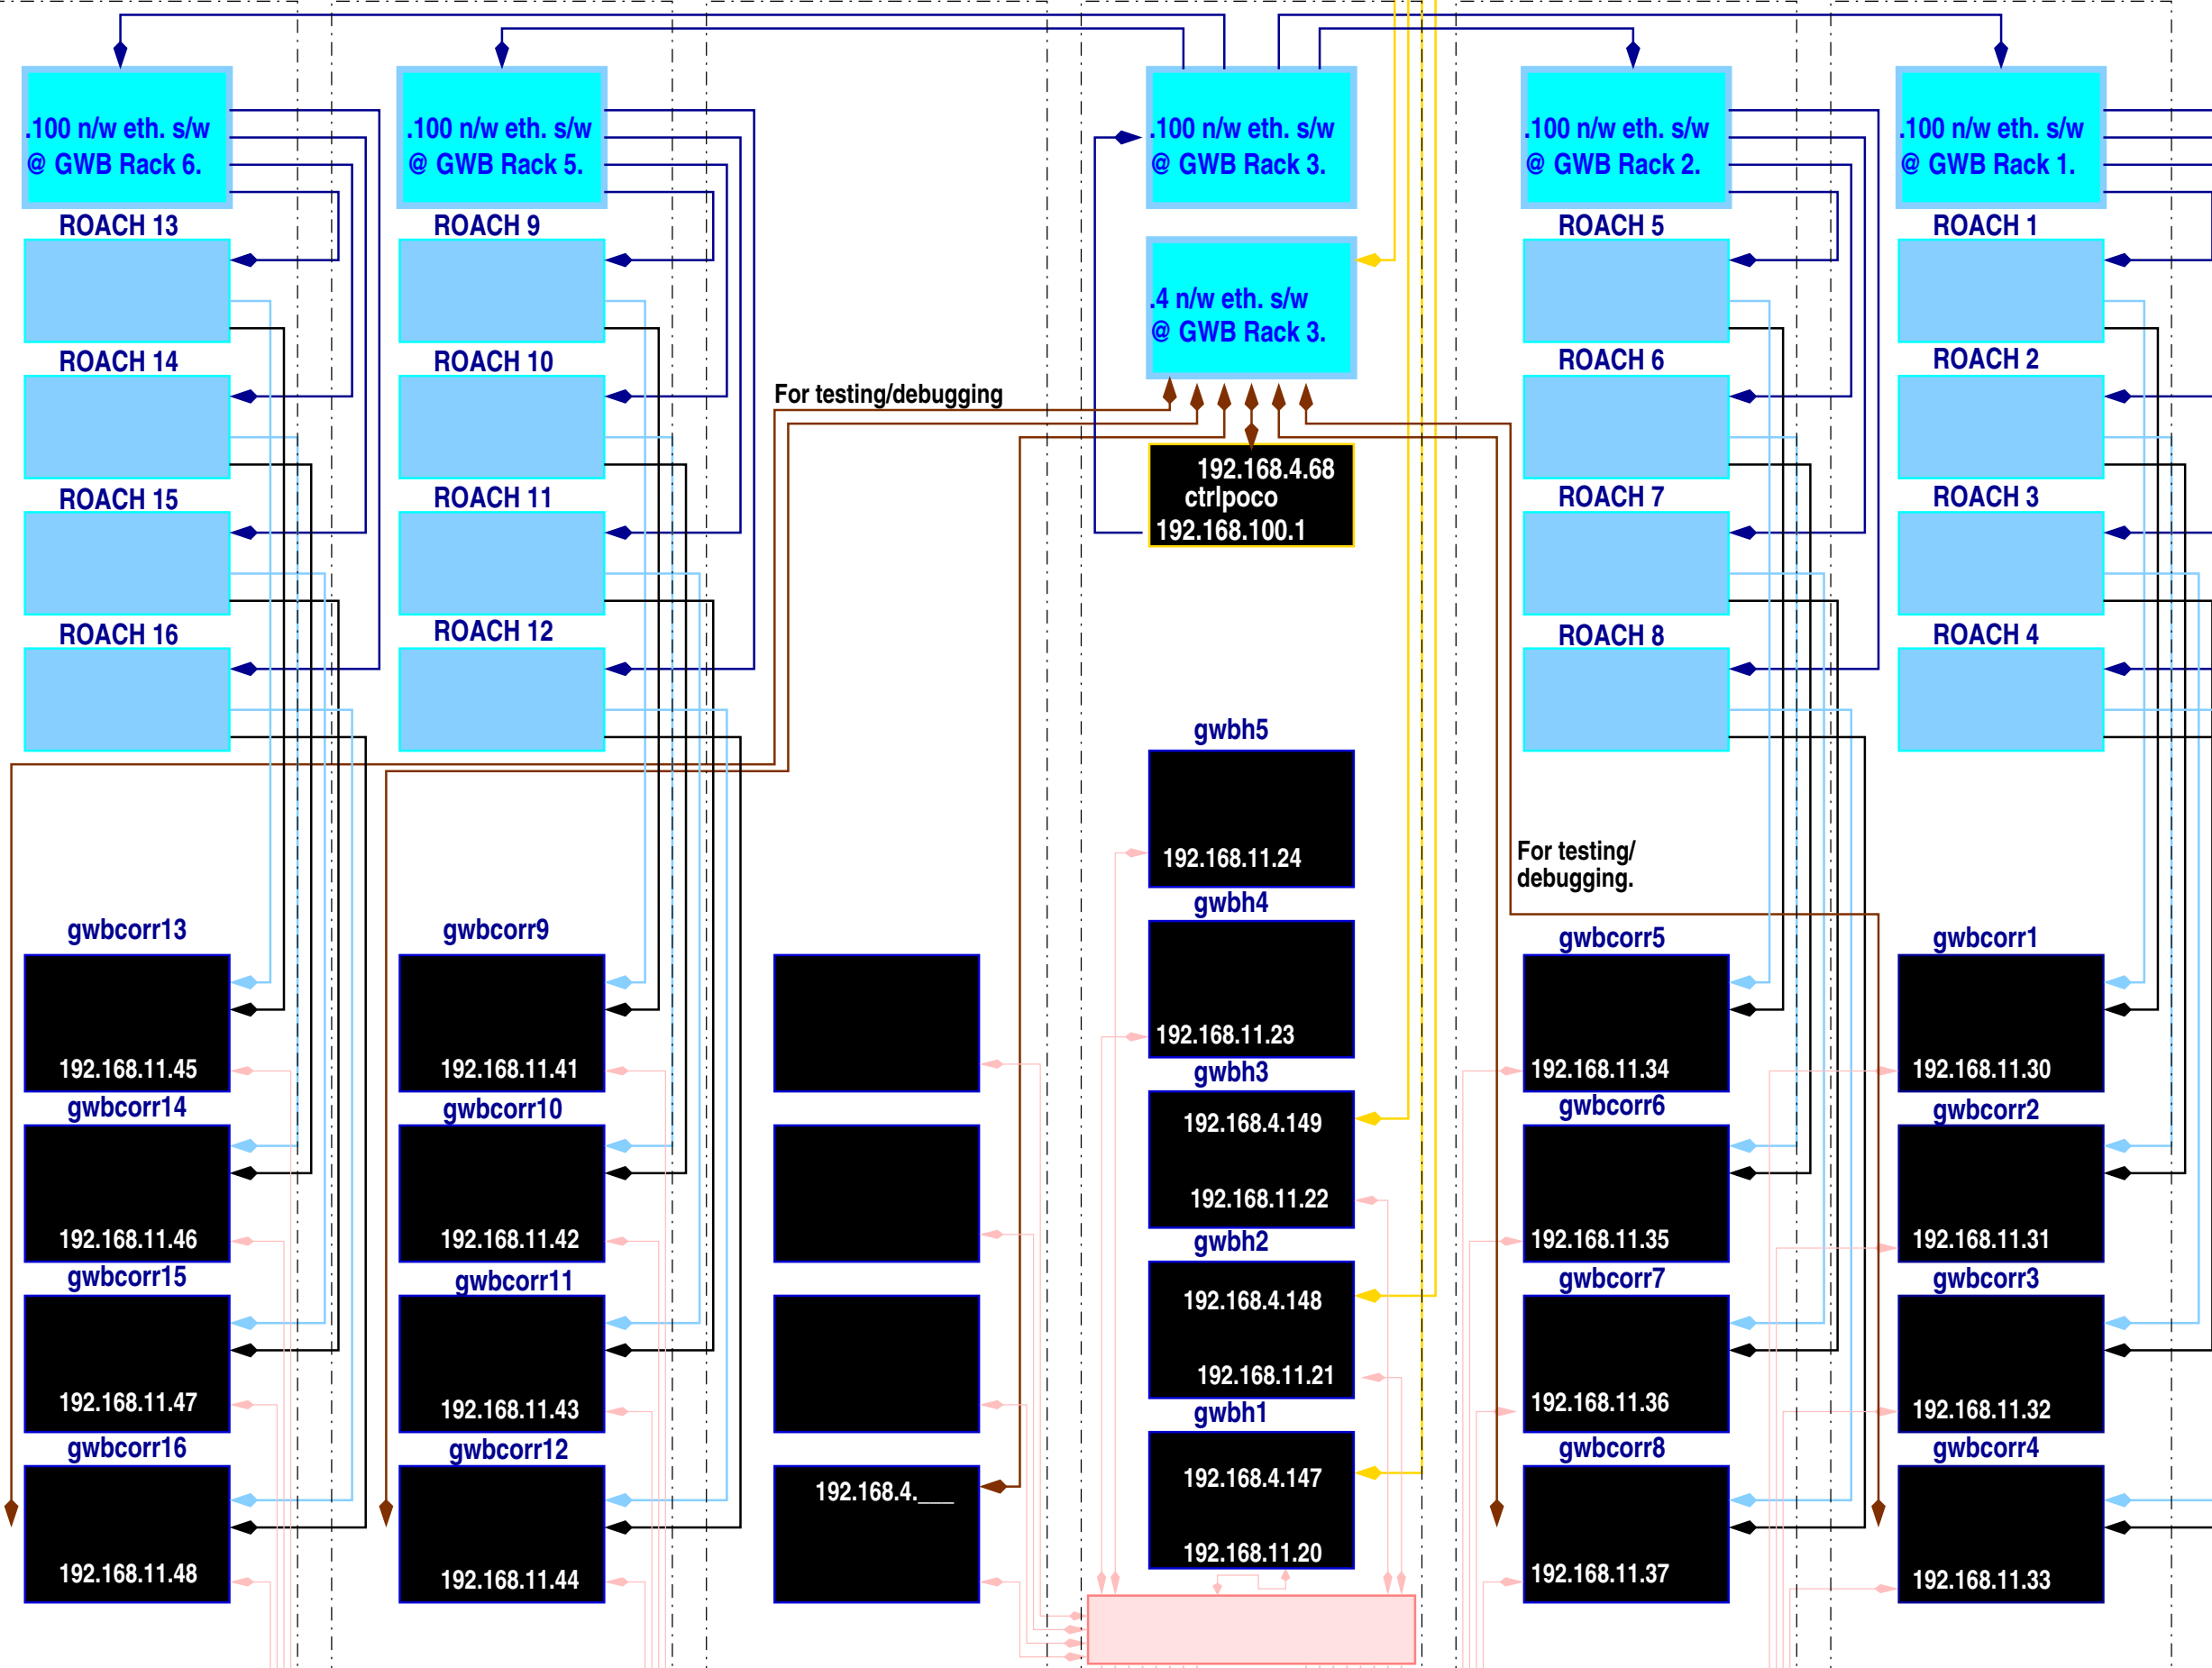 .100 n/w eth. s/w
@ GWB Rack 6.
ROACH 13
ROACH 14
ROACH 15
ROACH 16
gwbcorr13
192.168.11.45
gwbcorr14
192.168.11.46
gwbcorr15
192.168.11.47
gwbcorr16
192.168.11.48
.100 n/w eth. s/w
@ GWB Rack 5.
ROACH 9
ROACH 10
ROACH 11
ROACH 12
gwbcorr9
192.168.11.41
gwbcorr10
192.168.11.42
gwbcorr11
192.168.11.43
gwbcorr12
192.168.11.44
For testing/debugging
192.168.4.___
.100 n/w eth. s/w
@ GWB Rack 3.
.4 n/w eth. s/w
@ GWB Rack 3.
192.168.4.68
ctrlpoco
192.168.100.1
gwbh5
192.168.11.24
gwbh4
192.168.11.23
gwbh3
192.168.4.149
192.168.11.22
gwbh2
192.168.4.148
192.168.11.21
gwbh1
192.168.4.147
192.168.11.20
.100 n/w eth. s/w
@ GWB Rack 2.
ROACH 5
ROACH 6
ROACH 7
ROACH 8
For testing/
debugging.
gwbcorr5
192.168.11.34
gwbcorr6
192.168.11.35
gwbcorr7
192.168.11.36
gwbcorr8
192.168.11.37
.100 n/w eth. s/w
@ GWB Rack 1.
ROACH 1
ROACH 2
ROACH 3
ROACH 4
gwbcorr1
192.168.11.30
gwbcorr2
192.168.11.31
gwbcorr3
192.168.11.32
gwbcorr4
192.168.11.33